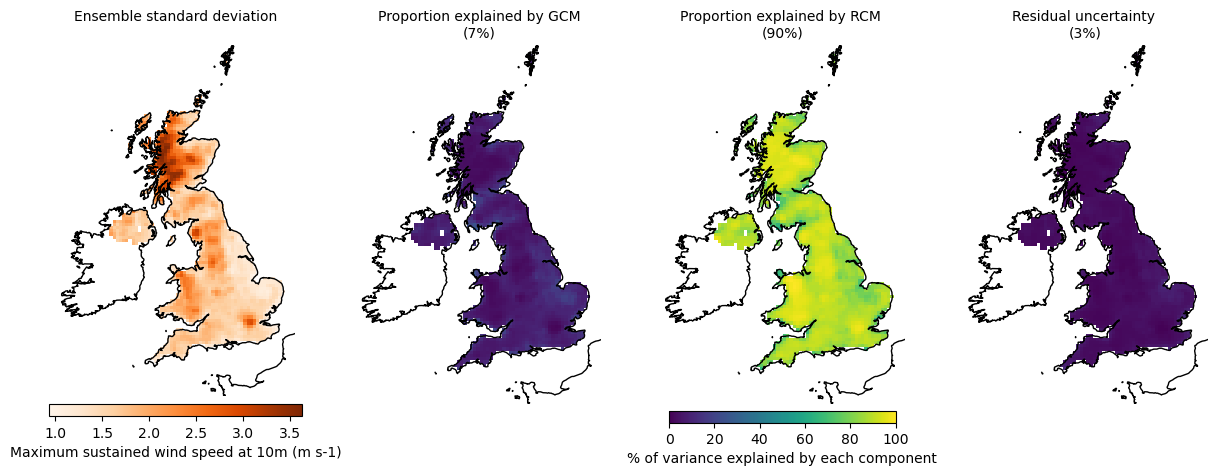 Ensemble standard deviation
Proportion explained by GCM
(7%)
Proportion explained by RCM
(90%)
Residual uncertainty
(3%)
1.0 1.5 2.0 2.5 3.0 3.5
Maximum sustained wind speed at 10m (m s-1)
0 20 40 60 80 100
% of variance explained by each component